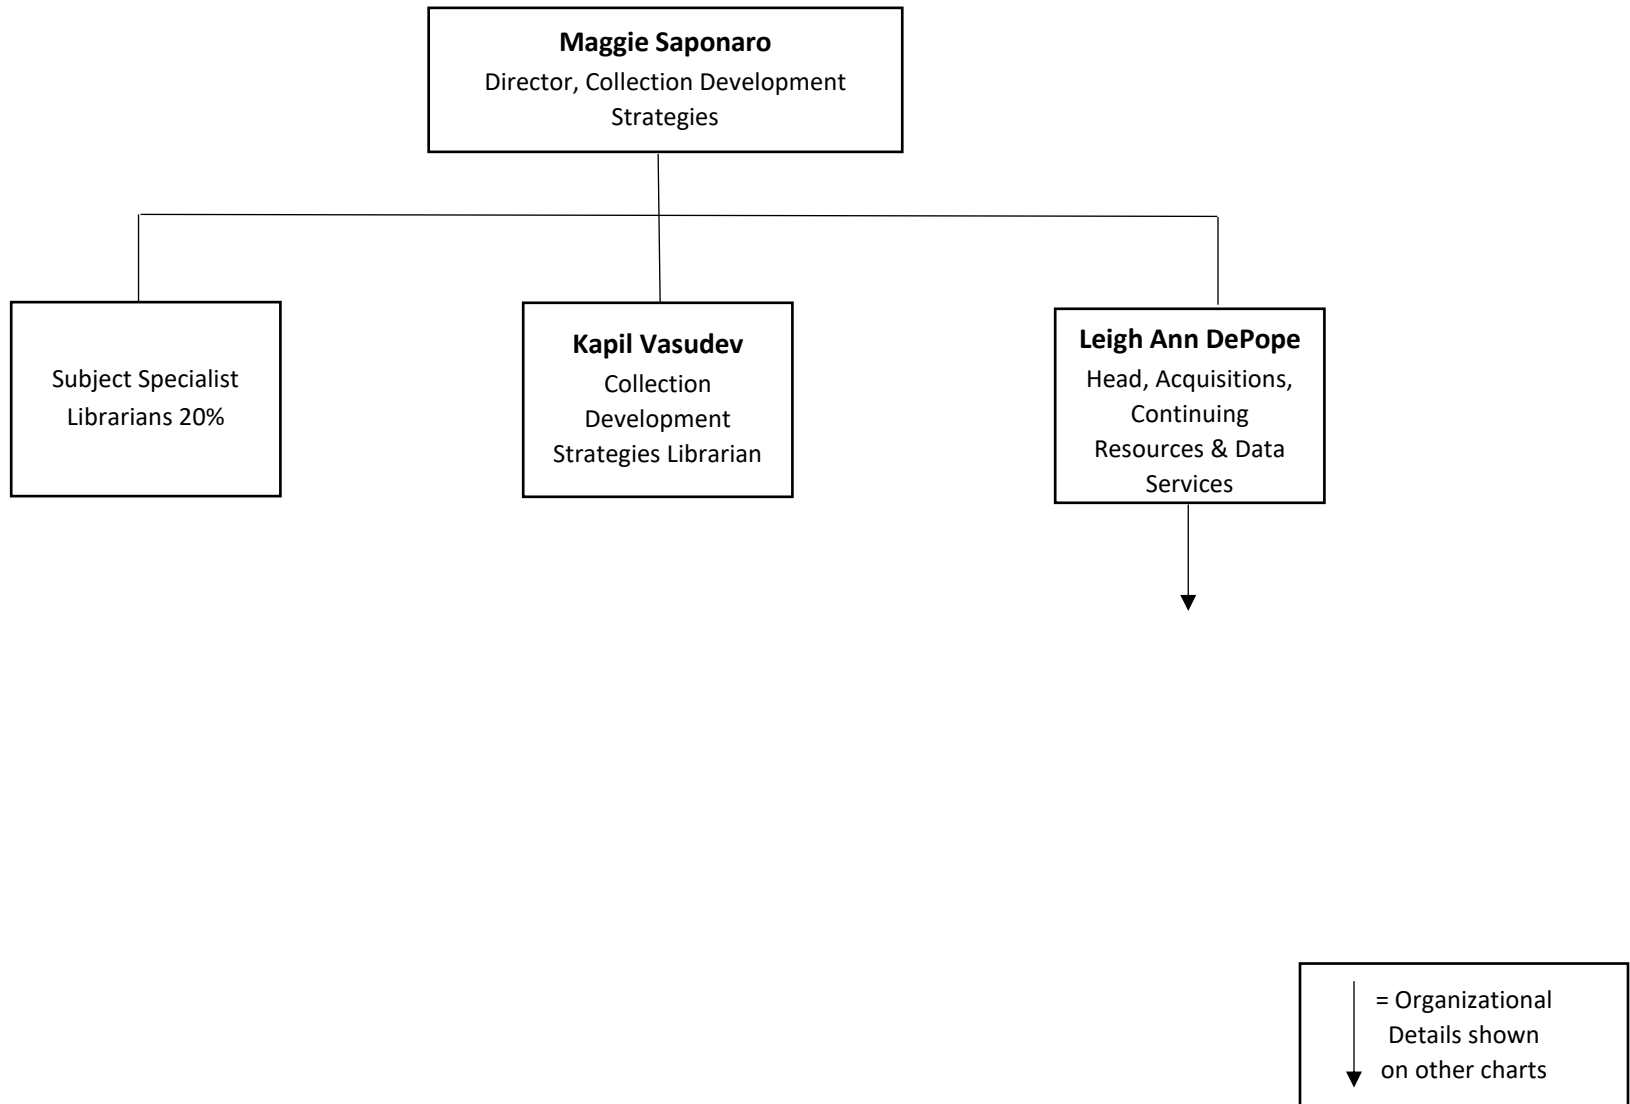 Maggie Saponaro
Director, Collection Development
Strategies
Subject Specialist
Librarians 20%
Kapil Vasudev
Collection
Development
Strategies Librarian
Leigh Ann DePope
Head, Acquisitions,
Continuing
Resources & Data
Services
= Organizational
Details shown
on other charts